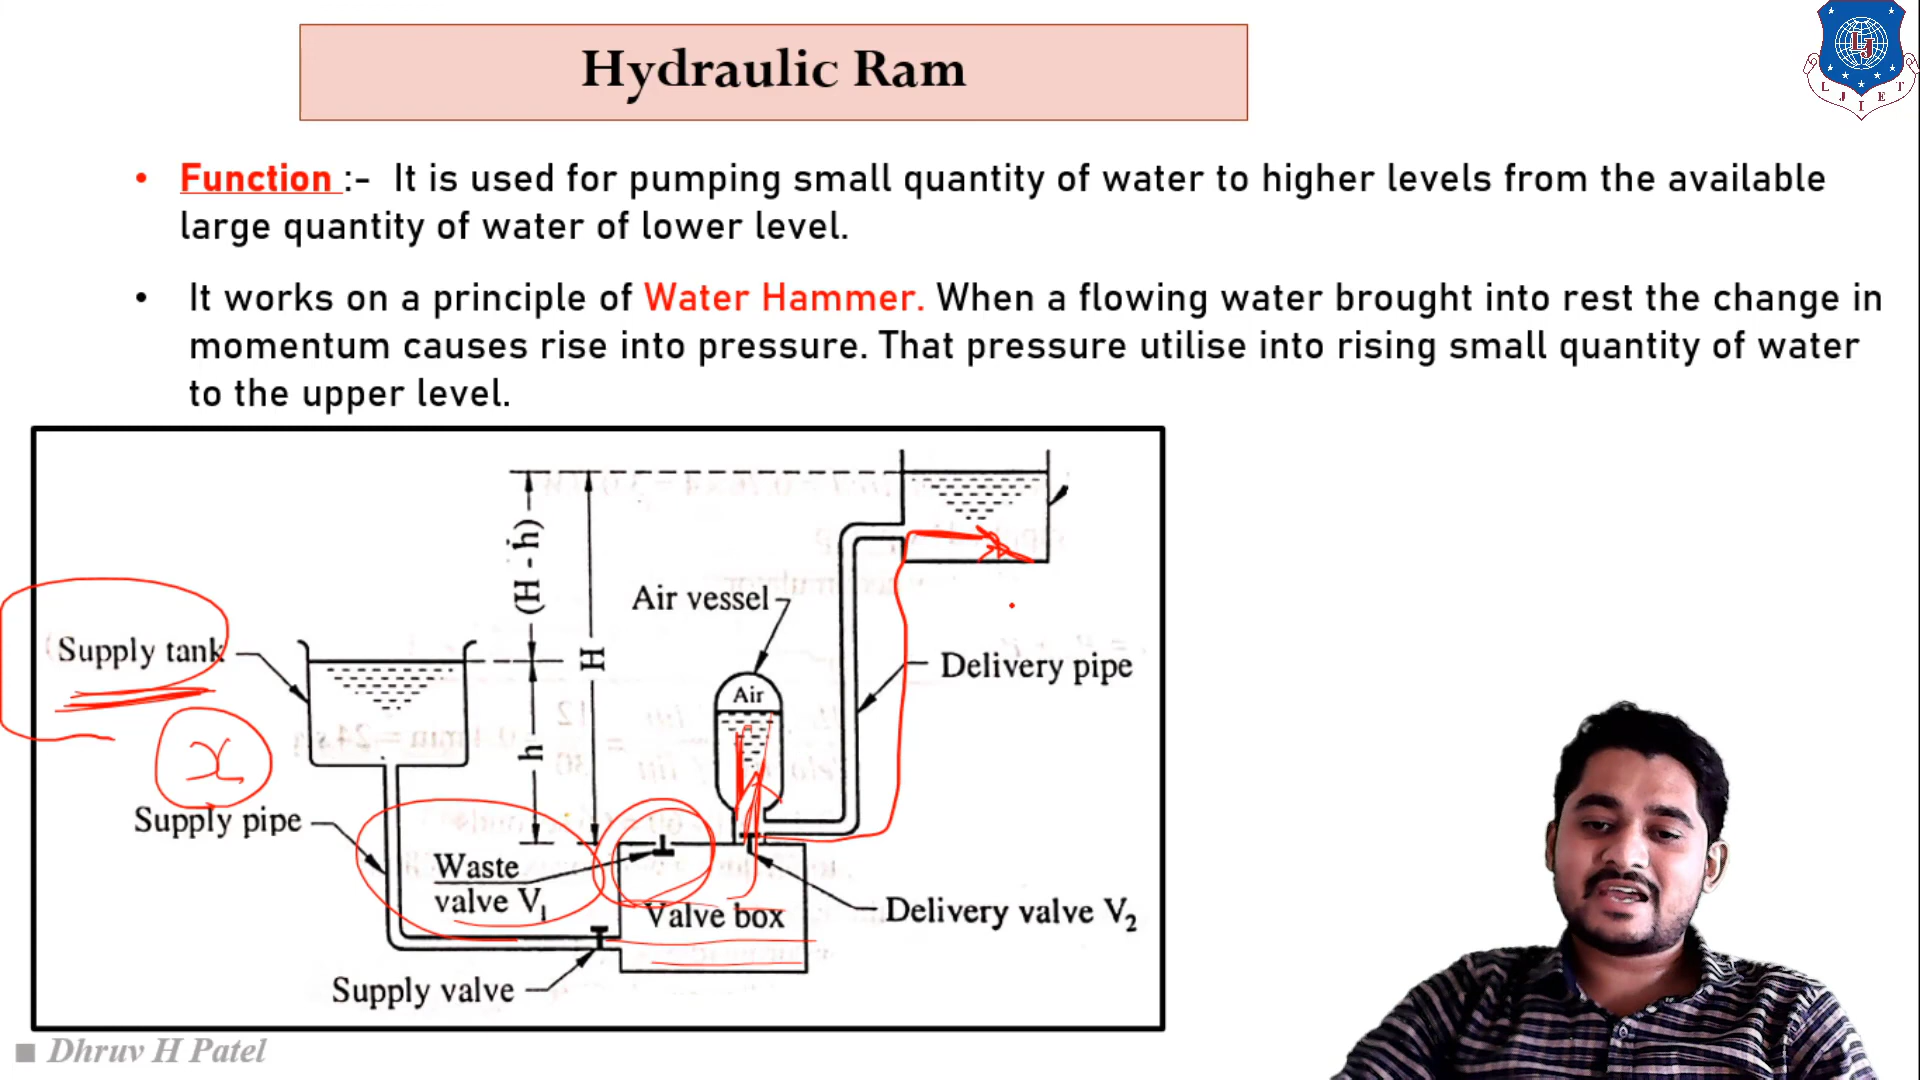 Hydraulic Ram
L J I E T
LJ
• Function :- It is used for pumping small quantity of water to higher levels from the available
large quantity of water of lower level.
• It works on a principle of Water Hammer. When a flowing water brought into rest the change in
momentum causes rise into pressure. That pressure utilise into rising small quantity of water
to the upper level.
(H - h)
H
h
Air vessel
Air
Supply tank
x
Delivery pipe
Supply pipe
Waste
valve V₁
Valve box
Delivery valve V₂
Supply valve
Dhruv H Patel